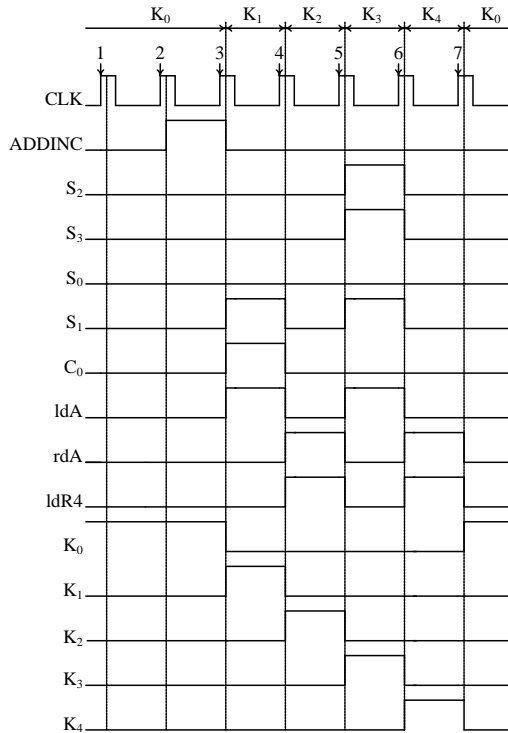 K₀ K₁ K₂ K₃ K₄ K₀
1 2 3 4 5 6 7
CLK
ADDINC
S₂
S₃
S₀
S₁
C₀
ldA
rdA
ldR4
K₀
K₁
K₂
K₃
K₄